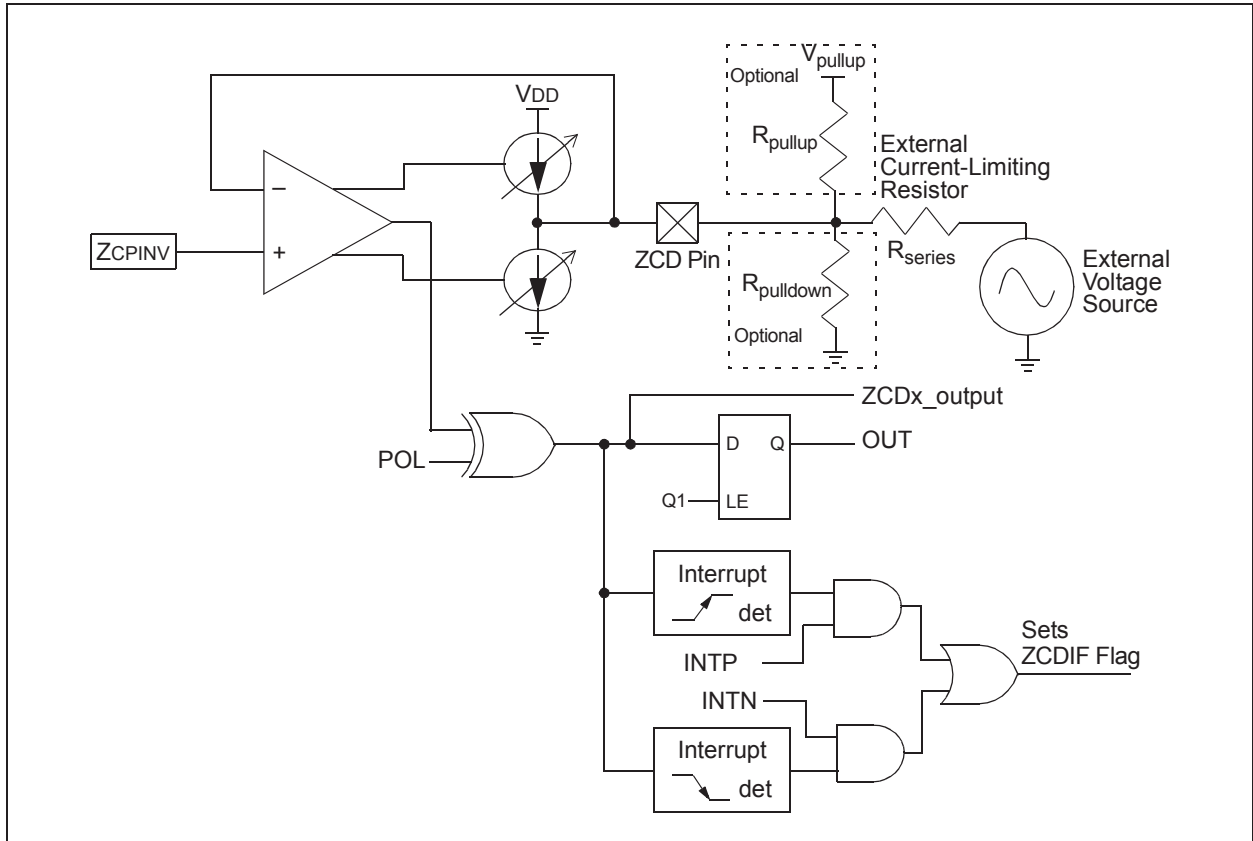 Optional
Vpullup
VDD
Rpullup
External
Current-Limiting
Resistor
−
ZCPINV
+
ZCD Pin
Rseries
Rpulldown
External
Voltage
Source
Optional
ZCDx_output
POL
D
Q
OUT
Q1
LE
Interrupt
det
INTP
Sets
ZCDIF Flag
INTN
Interrupt
det